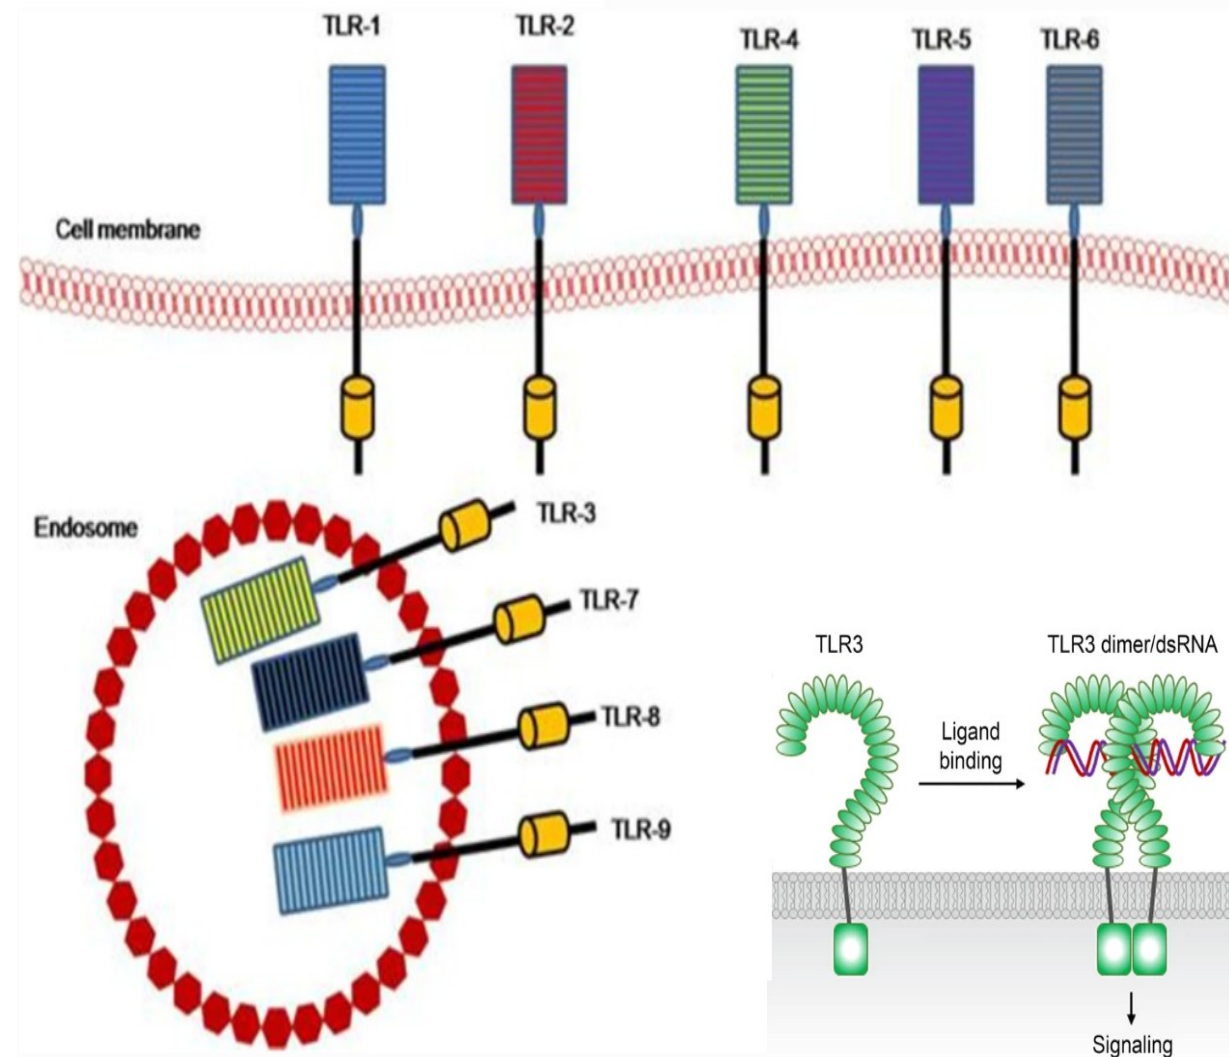 TLR-1
TLR-2
TLR-4
TLR-5
TLR-6
Cell membrane
Endosome
TLR-3
TLR-7
TLR-8
TLR-9
TLR3
TLR3 dimer/dsRNA
Ligand
binding
Signaling